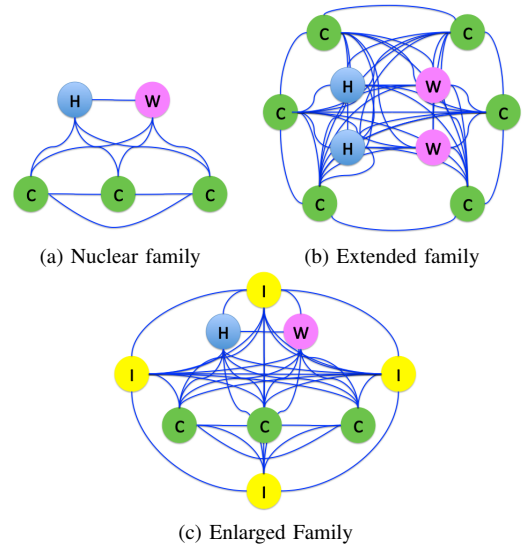 H W
C C C
(a) Nuclear family
C C
H W
C C
H W
C C
(b) Extended family
I
H W
I I
C C C
I
(c) Enlarged Family